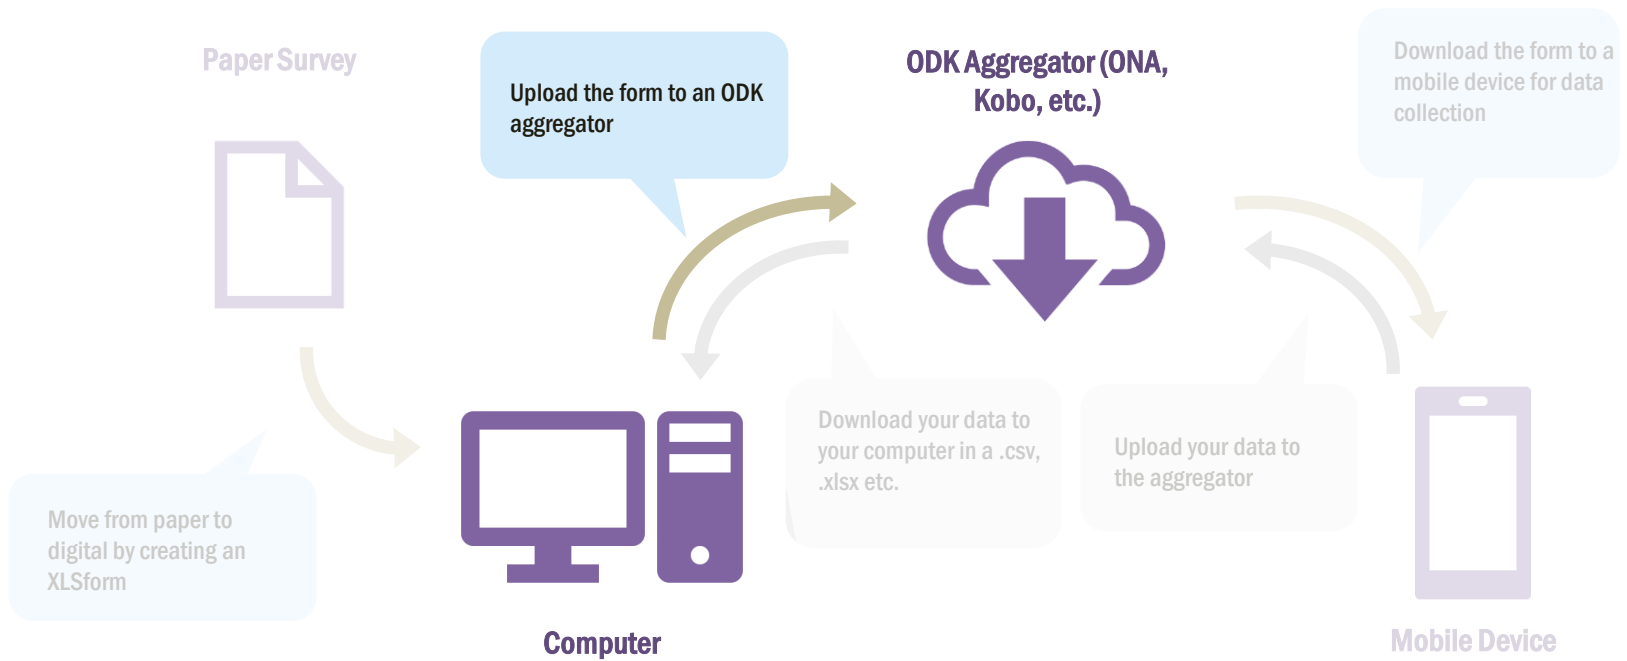 Paper Survey
Upload the form to an ODK
aggregator
ODK Aggregator (ONA,
Kobo, etc.)
Download the form to a
mobile device for data
collection
Move from paper to
digital by creating an
XLSform
Download your data to
your computer in a .csv,
.xlsx etc.
Upload your data to
the aggregator
Computer
Mobile Device